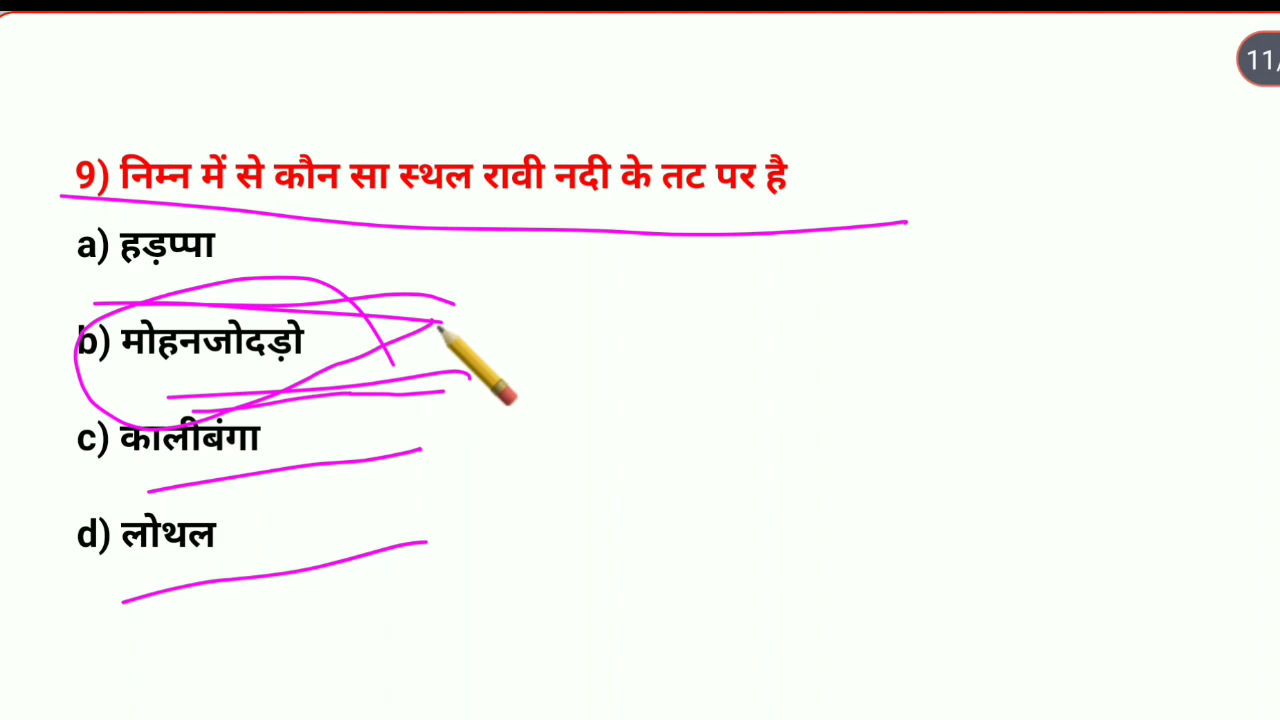 11/
9) निम्न में से कौन सा स्थल रावी नदी के तट पर है
a) हड़प्पा
b) मोहनजोदड़ो
c) कालीबंगा
d) लोथल